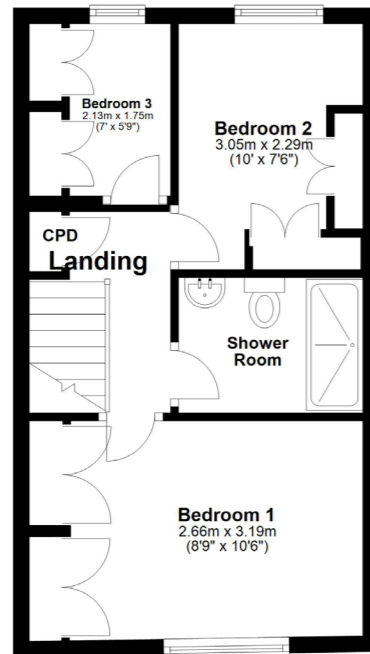 Bedroom 3
2.13m x 1.75m
(7' x 5'9")
Bedroom 2
3.05m x 2.29m
(10' x 7'6")
CPD
Landing
Shower
Room
Bedroom 1
2.66m x 3.19m
(8'9" x 10'6")